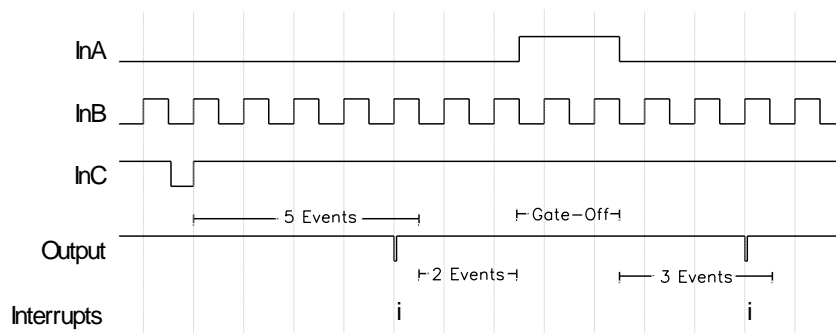 InA
InB
InC
5 Events
Gate-Off
Output
2 Events
3 Events
Interrupts
i
i